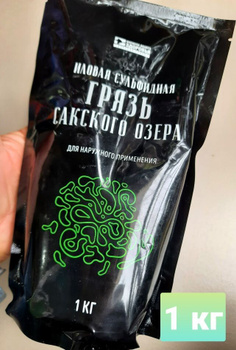 ИЛОВАЯ СУЛЬФИДНАЯ
ГРЯЗЬ
САКСКОГО ОЗЕРА
ДЛЯ НАРУЖНОГО ПРИМЕНЕНИЯ
1 КГ
1 кг